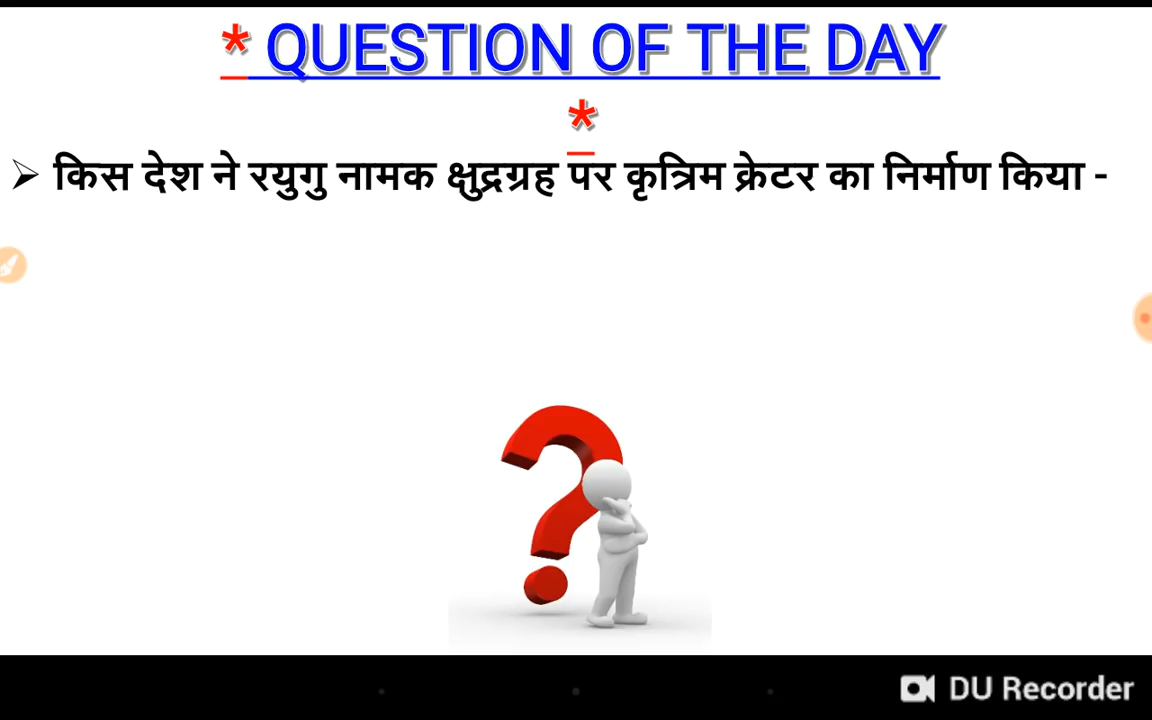 * QUESTION OF THE DAY
*
➢ किस देश ने रयुगु नामक क्षुद्रग्रह पर कृत्रिम क्रेटर का निर्माण किया -
DU Recorder